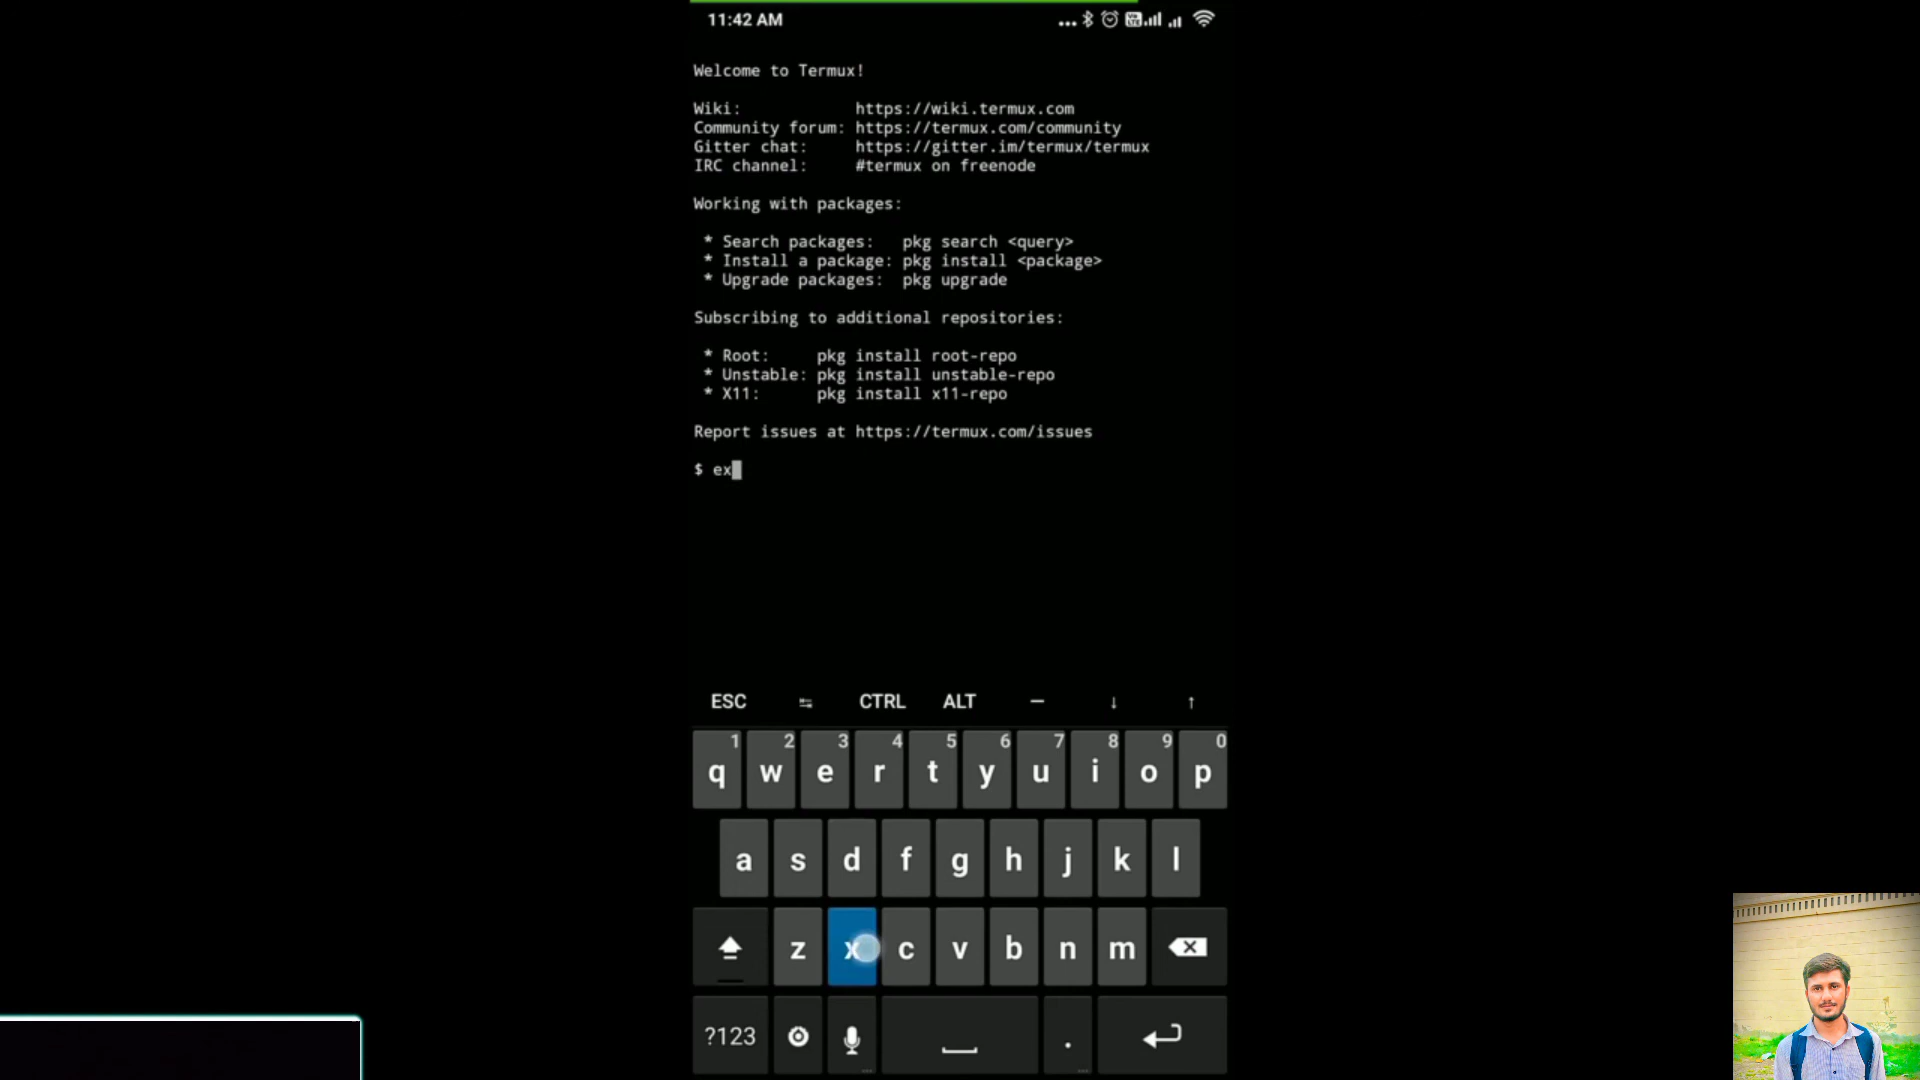 11:42 AM
Welcome to Termux!
Wiki: https://wiki.termux.com
Community forum: https://termux.com/community
Gitter chat: https://gitter.im/termux/termux
IRC channel: #termux on freenode
Working with packages:
* Search packages: pkg search <query>
* Install a package: pkg install <package>
* Upgrade packages: pkg upgrade
Subscribing to additional repositories:
* Root: pkg install root-repo
* Unstable: pkg install unstable-repo
* X11: pkg install x11-repo
Report issues at https://termux.com/issues
$ ex
ESC ⇆ CTRL ALT — ↓ ↑
1 2 3 4 5 6 7 8 9 0
q w e r t y u i o p
a s d f g h j k l
z x c v b n m
?123 .